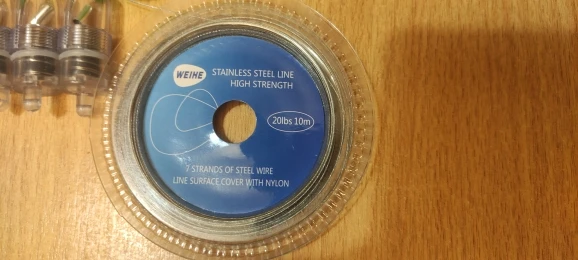 WEIHE
STAINLESS STEEL LINE
HIGH STRENGTH
20lbs 10m
7 STRANDS OF STEEL WIRE
LINE SURFACE COVER WITH NYLON